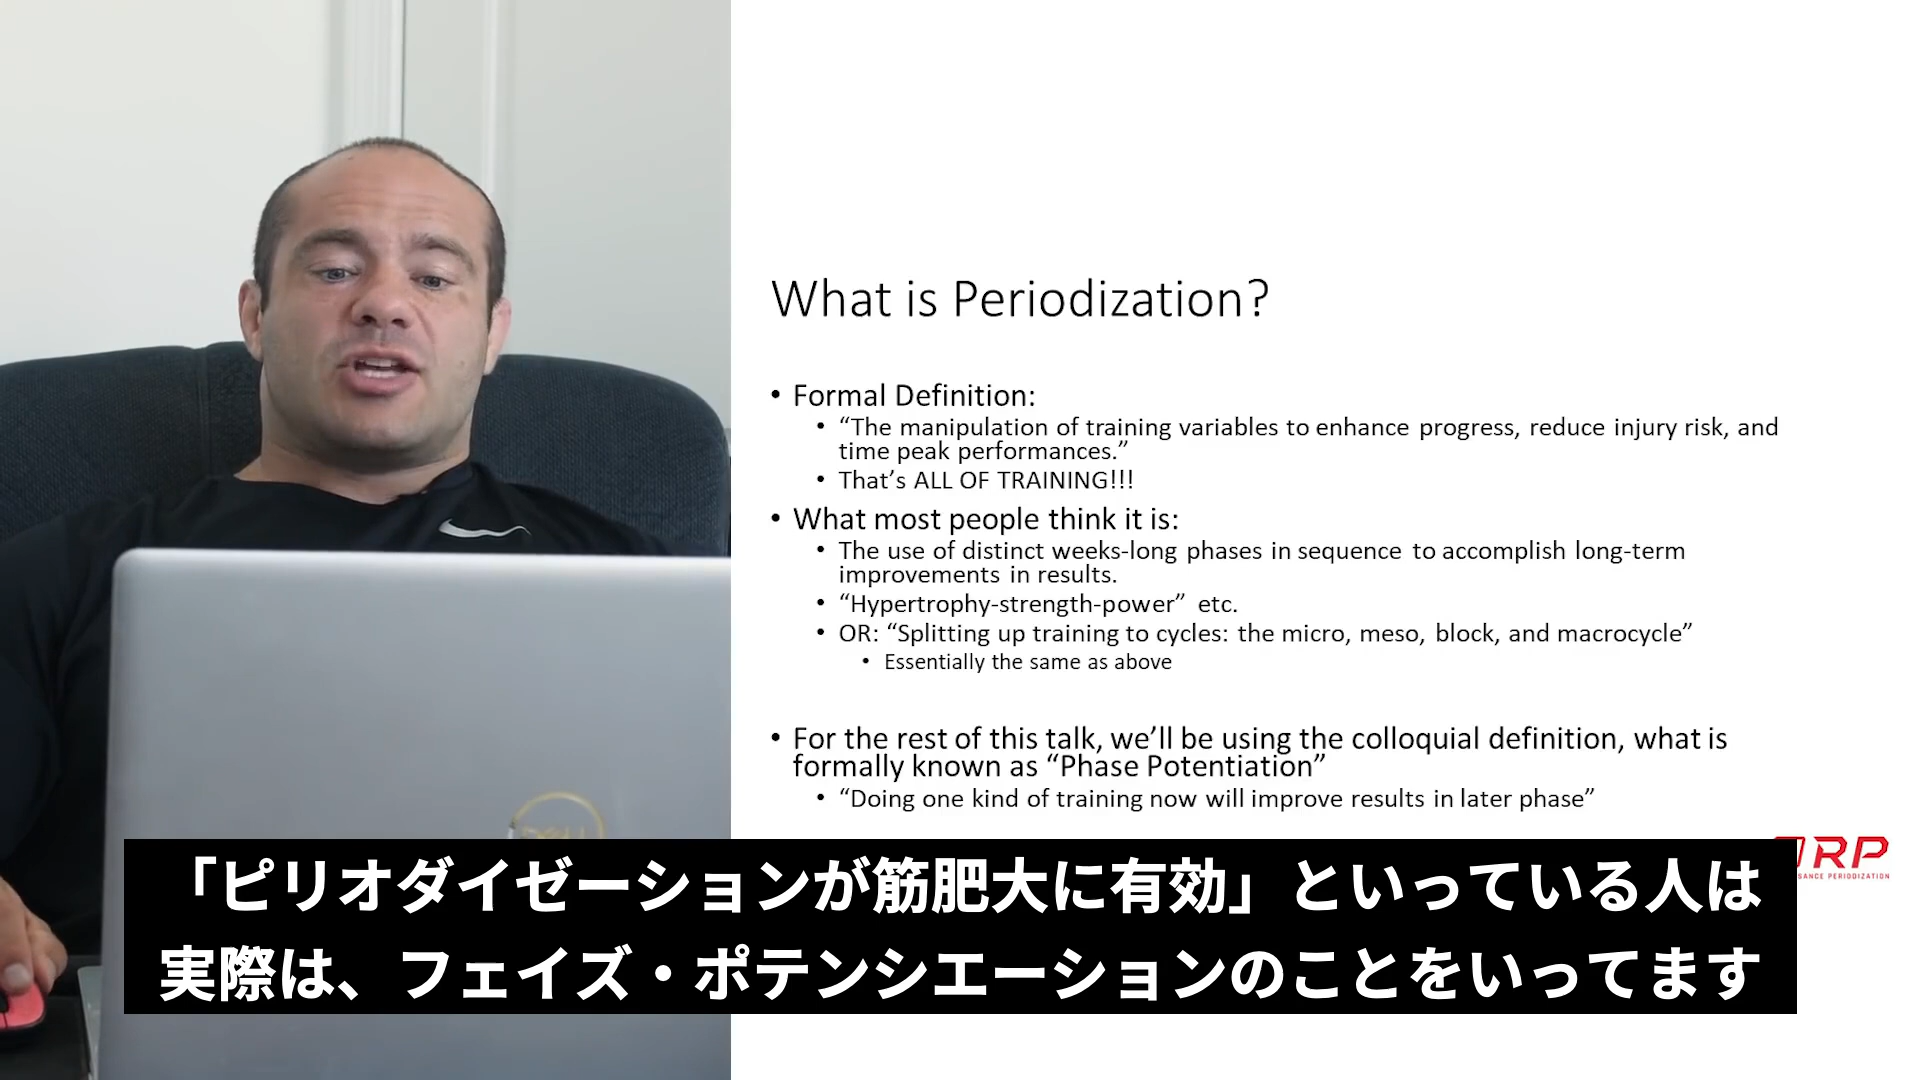 What is Periodization?
• Formal Definition:
• “The manipulation of training variables to enhance progress, reduce injury risk, and
time peak performances.”
• That’s ALL OF TRAINING!!!
• What most people think it is:
• The use of distinct weeks-long phases in sequence to accomplish long-term
improvements in results.
• “Hypertrophy-strength-power” etc.
• OR: “Splitting up training to cycles: the micro, meso, block, and macrocycle”
• Essentially the same as above
• For the rest of this talk, we’ll be using the colloquial definition, what is
formally known as “Phase Potentiation”
• “Doing one kind of training now will improve results in later phase”
RP
PERIODIZATION
「ピリオダイゼーションが筋肥大に有効」といっている人は
実際は、フェイズ・ポテンシエーションのことをいってます